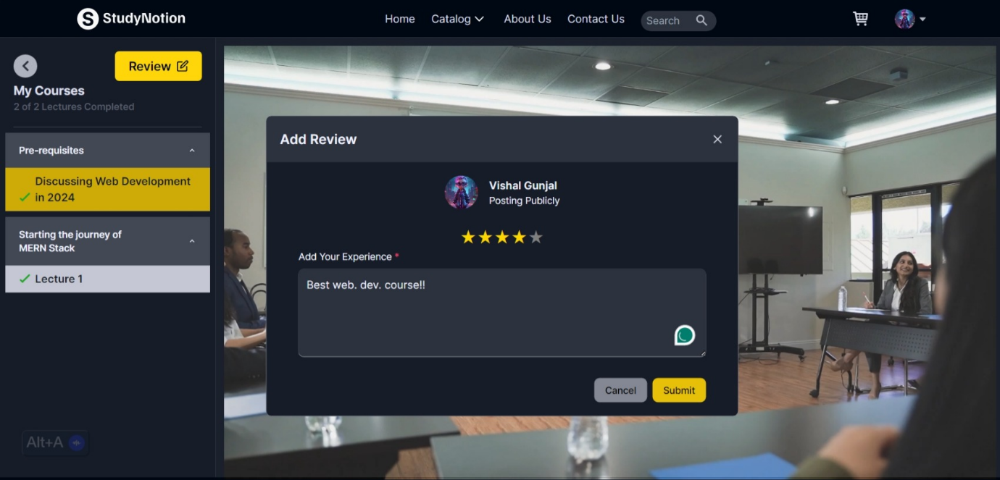 StudyNotion
Home Catalog About Us Contact Us Search
Review
My Courses
2 of 2 Lectures Completed
Pre-requisites
Discussing Web Development
in 2024
Starting the journey of
MERN Stack
Lecture 1
Alt+A
Add Review
Vishal Gunjal
Posting Publicly
Add Your Experience *
Best web. dev. course!!
Cancel Submit